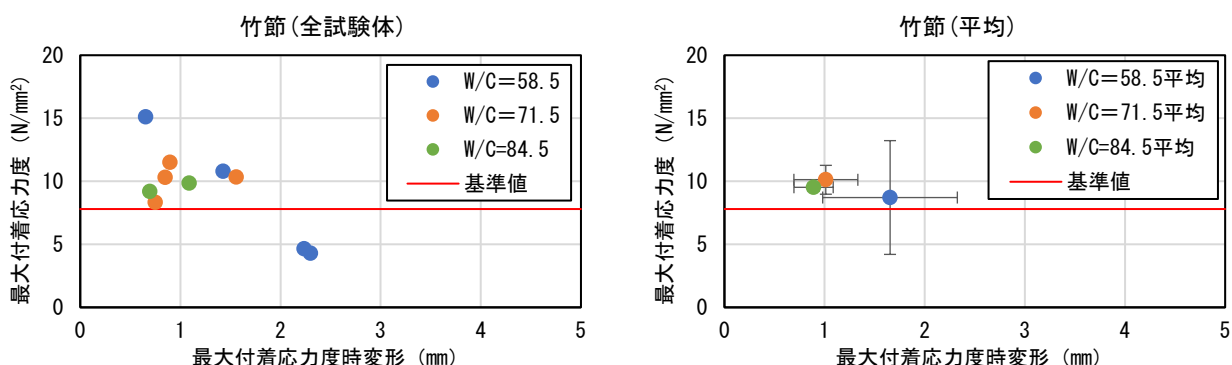 竹節(全試験体)
最大付着応力度 (N/mm²)
20
15
10
5
0
0 1 2 3 4 5
最大付着応力度時変形 (mm)
W/C=58.5
W/C=71.5
W/C=84.5
基準値
竹節(平均)
最大付着応力度 (N/mm²)
20
15
10
5
0
0 1 2 3 4 5
最大付着応力度時変形 (mm)
W/C=58.5平均
W/C=71.5平均
W/C=84.5平均
基準値